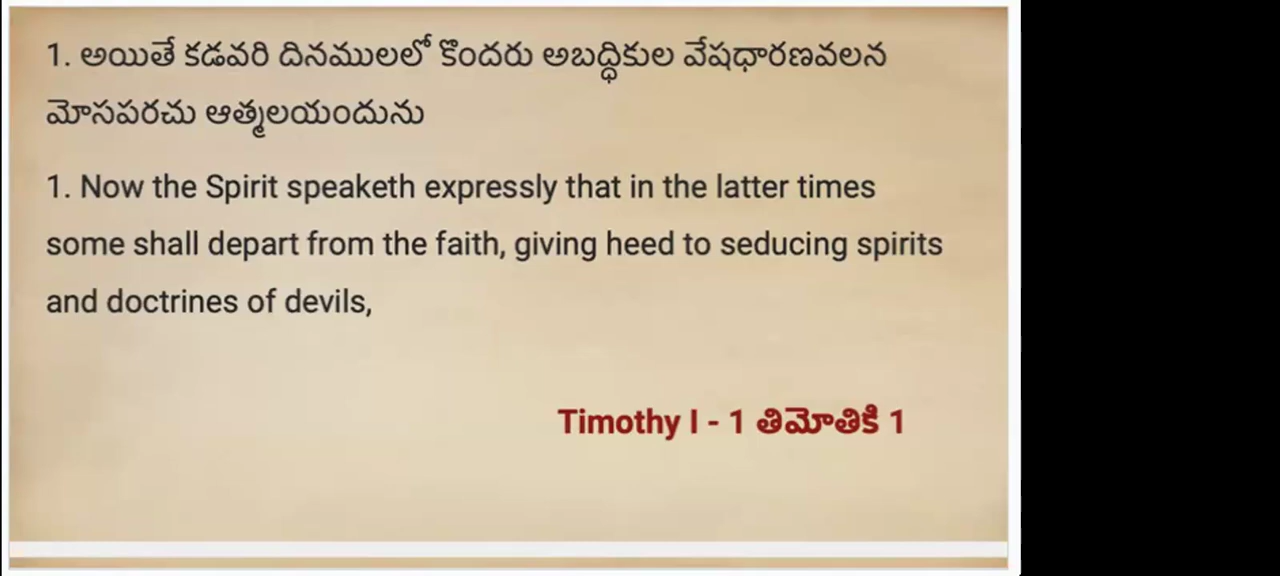 1. అయితే కడవరి దినములలో కొందరు అబద్ధికుల వేషధారణవలన
మోసపరచు ఆత్మలయందును
1. Now the Spirit speaketh expressly that in the latter times
some shall depart from the faith, giving heed to seducing spirits
and doctrines of devils,
Timothy I - 1 తిమోతికి 1